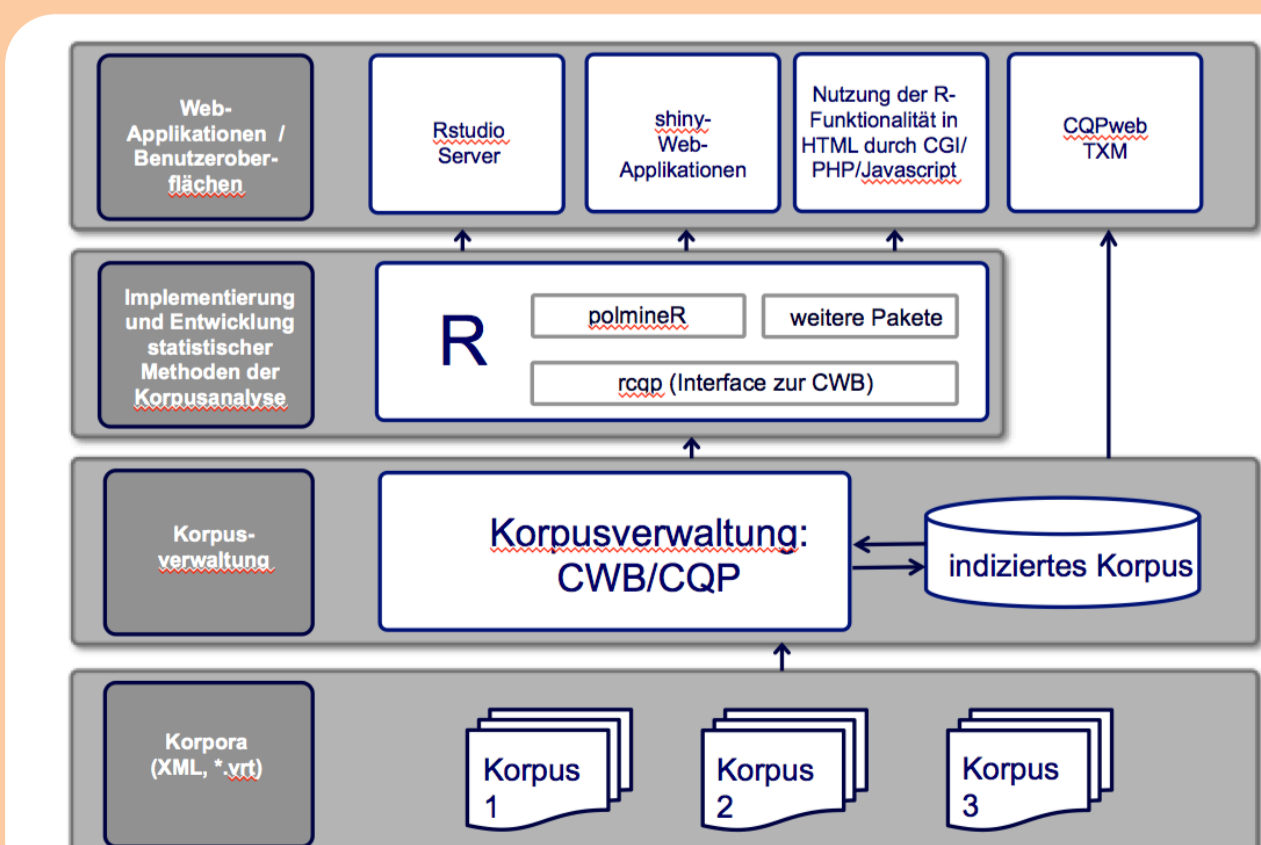 Web-
Applikationen /
Benutzerober-
flächen
Rstudio
Server
shiny-
Web-
Applikationen
Nutzung der R-
Funktionalität in
HTML durch CGI/
PHP/Javascript
CQPweb
TXM
Implementierung
und Entwicklung
statistischer
Methoden der
Korpusanalyse
R
polmineR
weitere Pakete
rcqp (Interface zur CWB)
Korpus-
verwaltung
Korpusverwaltung:
CWB/CQP
indiziertes Korpus
Korpora
(XML, *.vrt)
Korpus
1
Korpus
2
Korpus
3